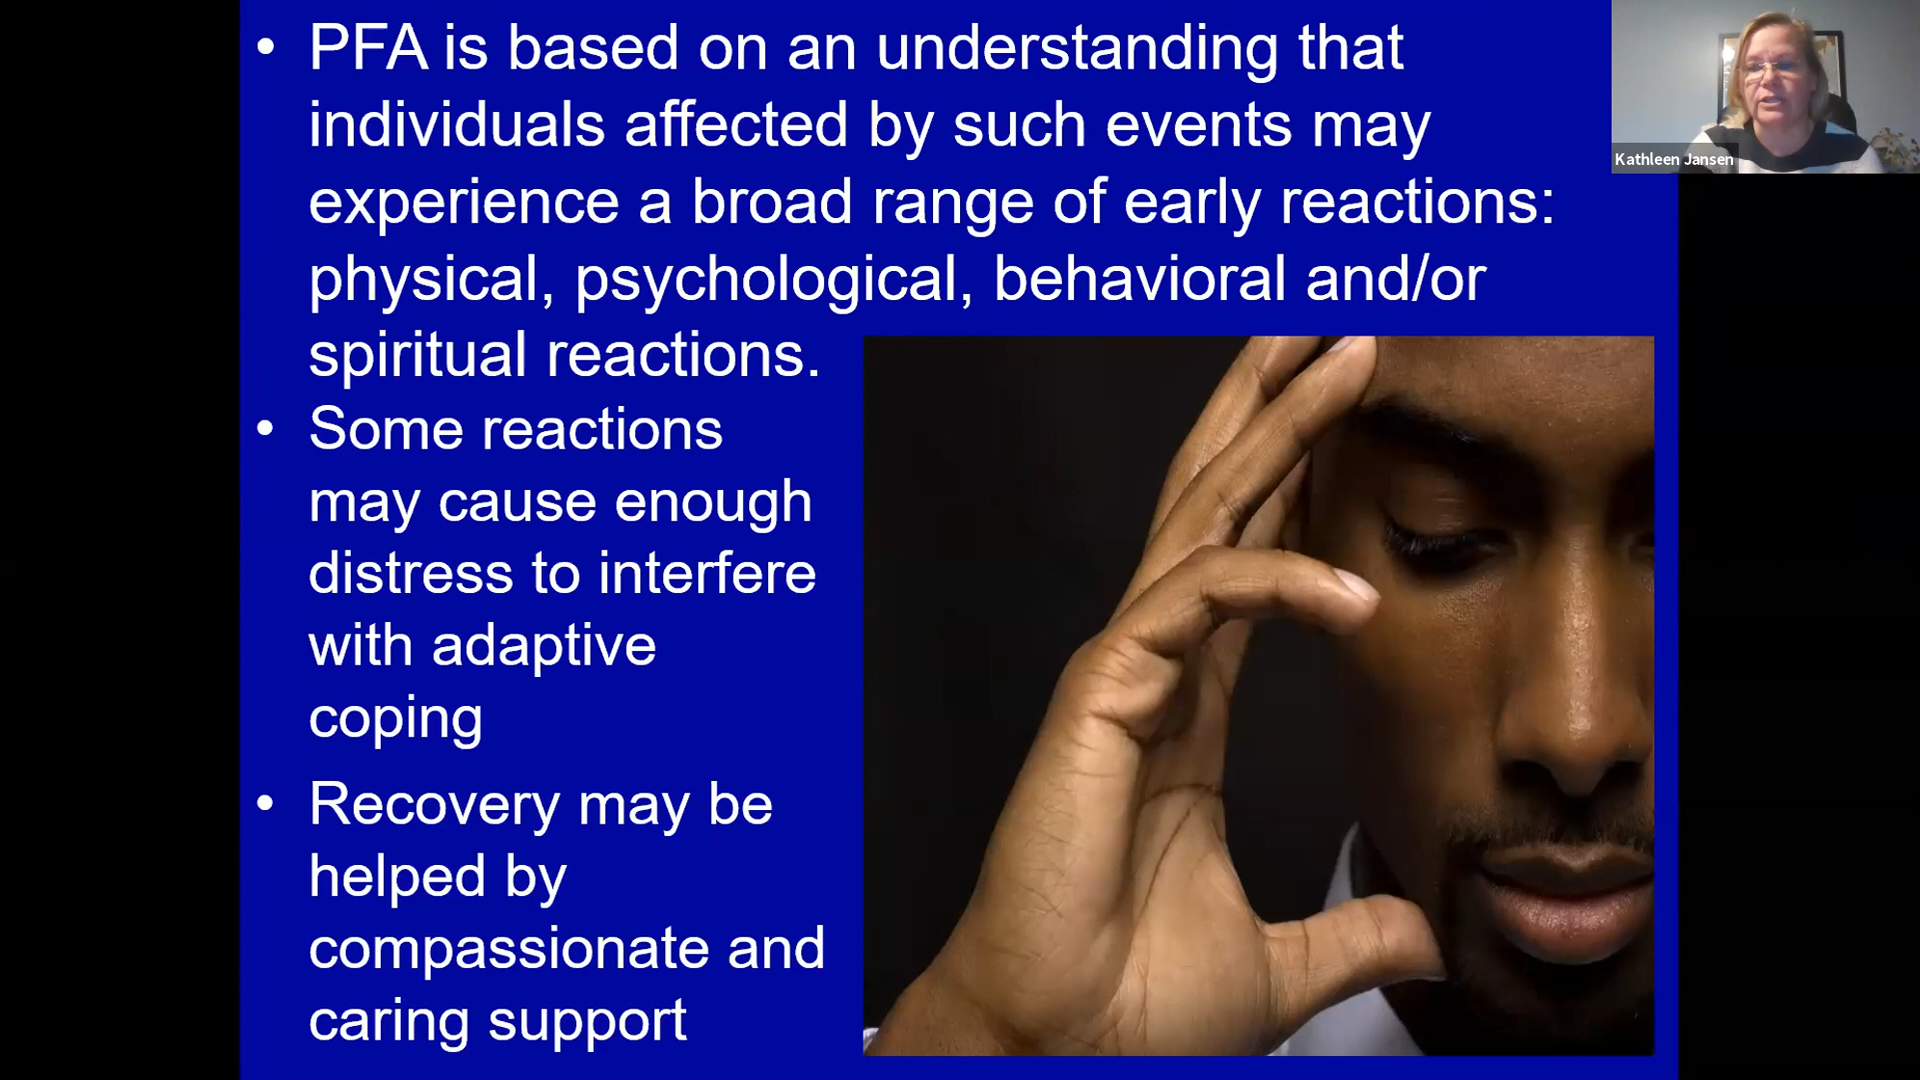 • PFA is based on an understanding that
individuals affected by such events may
experience a broad range of early reactions:
physical, psychological, behavioral and/or
spiritual reactions.
• Some reactions
may cause enough
distress to interfere
with adaptive
coping
• Recovery may be
helped by
compassionate and
caring support
Kathleen Jansen